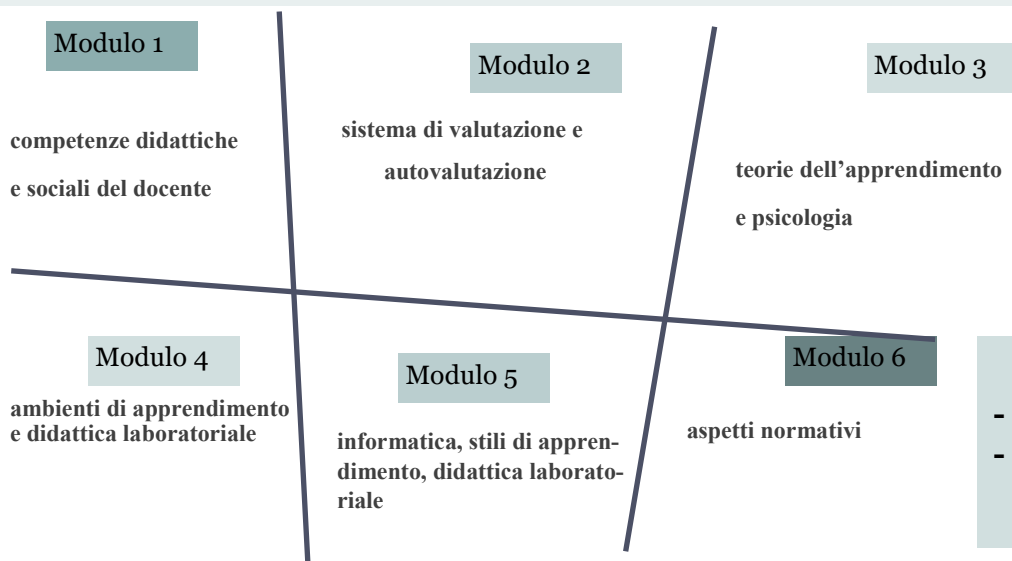 Modulo 1
competenze didattiche
e sociali del docente
Modulo 2
sistema di valutazione e
autovalutazione
Modulo 3
teorie dell’apprendimento
e psicologia
Modulo 4
ambienti di apprendimento
e didattica laboratoriale
Modulo 5
informatica, stili di appren-
dimento, didattica laborato-
riale
Modulo 6
aspetti normativi
-
-